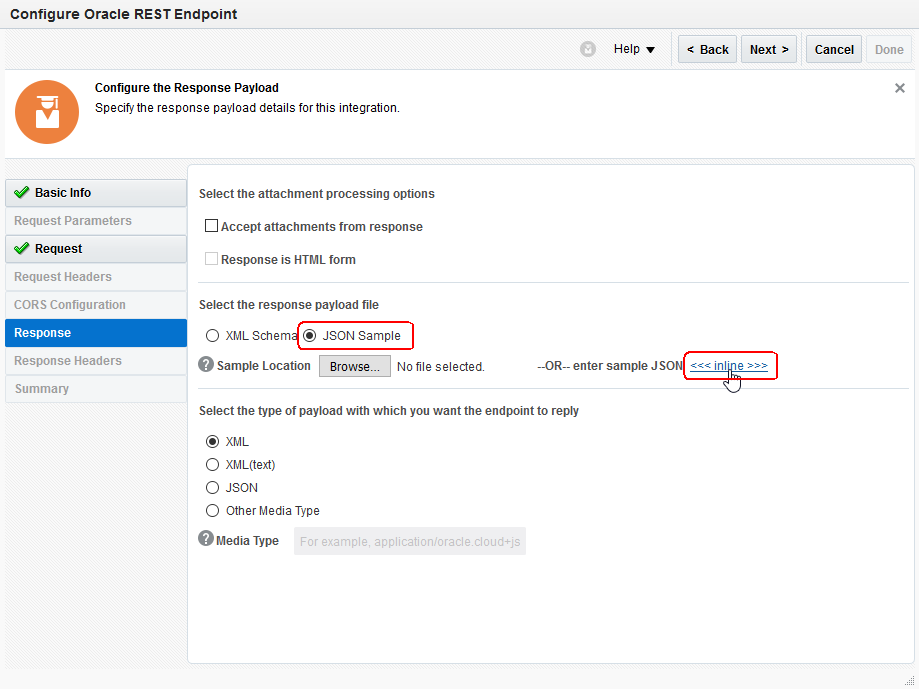 Configure Oracle REST Endpoint
Help
< Back
Next >
Cancel
Done
Configure the Response Payload
Specify the response payload details for this integration.
Basic Info
Request Parameters
Request
Request Headers
CORS Configuration
Response
Response Headers
Summary
Select the attachment processing options
Accept attachments from response
Response is HTML form
Select the response payload file
XML Schema JSON Sample
? Sample Location Browse... No file selected. --OR-- enter sample JSON <<< inline >>>
Select the type of payload with which you want the endpoint to reply
XML
XML(text)
JSON
Other Media Type
? Media Type For example, application/oracle.cloud+js